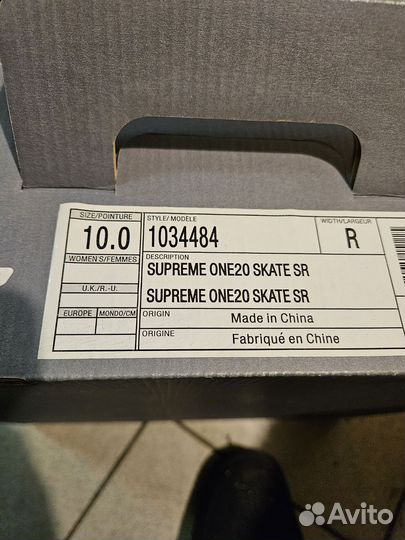 SIZE/POINTURE
10.0
STYLE/ MODÈLE
1034484
WIDTH/LARGEUR
R
WOMEN'S/FEMMES
DESCRIPTION
SUPREME ONE20 SKATE SR
SUPREME ONE20 SKATE SR
U.K./R.-U.
EUROPE
MONDO/CM
ORIGIN
Made in China
ORIGINE
Fabriqué en Chine
Avito